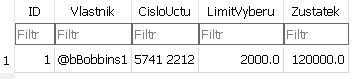 ID Vlastnik CisloUctu LimitVyberu Zustatek
Filtr Filtr Filtr Filtr Filtr
1 1 @bBobbins1 5741 2212 2000.0 120000.0